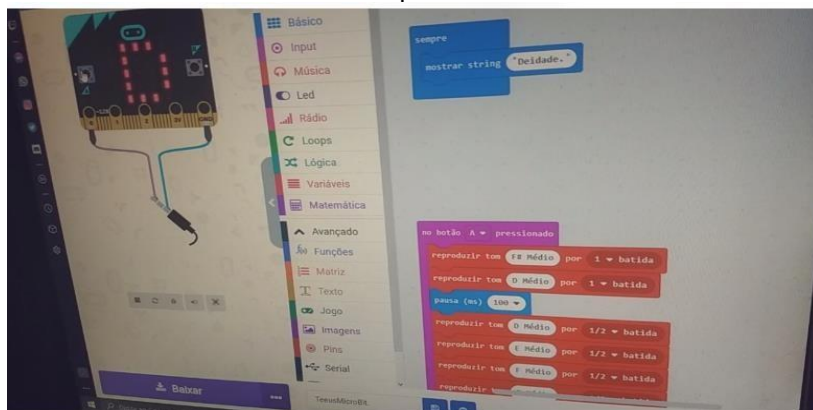 Básico
Input
Música
Led
Rádio
Loops
Lógica
Variáveis
Matemática
Avançado
Funções
Matriz
Texto
Jogo
Imagens
Pins
Serial
Baixar
sempre
mostrar string "Deidade."
no botão A pressionado
reproduzir tom F# Médio por 1 batida
reproduzir tom D Médio por 1 batida
pausa (ms) 100
reproduzir tom D Médio por 1/2 batida
reproduzir tom E Médio por 1/2 batida
reproduzir tom F Médio por 1/2 batida
reproduzir